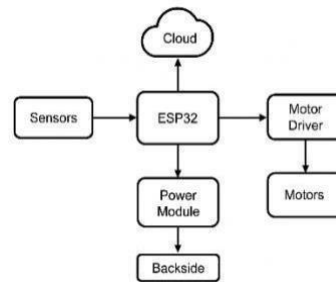 Cloud
Sensors
ESP32
Motor
Driver
Power
Module
Motors
Backside